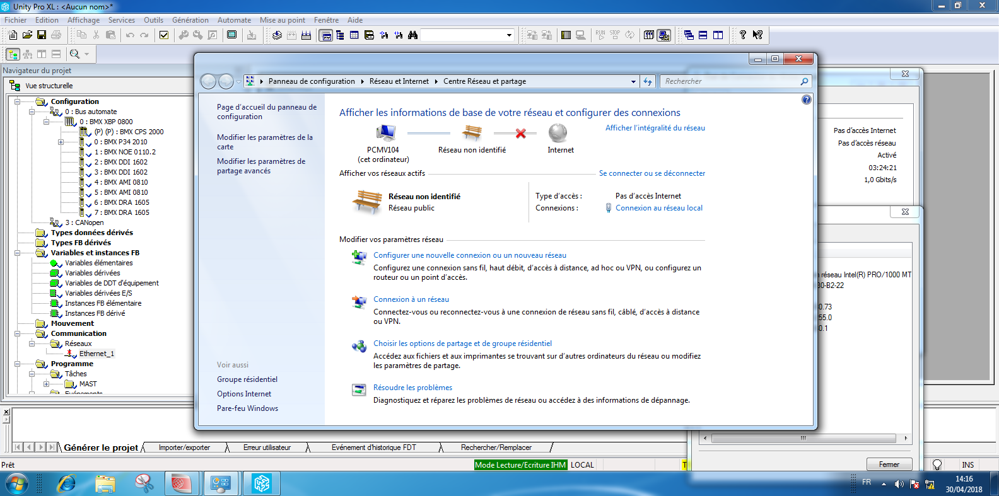 Unity Pro XL : <Aucun nom>*
Fichier Edition Affichage Services Outils Génération Automate Mise au point Fenêtre Aide
RUN STOP
Navigateur du projet
Vue structurelle
Configuration
0 : Bus automate
0 : BMX XBP 0800
(P) (P) : BMX CPS 2000
0 : BMX P34 2010
1 : BMX NOE 0110.2
2 : BMX DDI 1602
3 : BMX DDI 1602
4 : BMX AMI 0810
5 : BMX AMI 0810
6 : BMX DRA 1605
7 : BMX DRA 1605
3 : CANopen
Types données dérivés
Types FB dérivés
Variables et instances FB
Variables élémentaires
Variables dérivées
Variables de DDT d'équipement
Variables dérivées E/S
Instances FB élémentaire
Instances FB dérivé
Mouvement
Communication
Réseaux
Ethernet_1
Programme
Tâches
MAST
Evénements
Panneau de configuration Réseau et Internet Centre Réseau et partage
Rechercher
Page d'accueil du panneau de
configuration
Modifier les paramètres de la
carte
Modifier les paramètres de
partage avancés
Voir aussi
Groupe résidentiel
Options Internet
Pare-feu Windows
Afficher les informations de base de votre réseau et configurer des connexions
Afficher l'intégralité du réseau
PCMV104
(cet ordinateur)
Réseau non identifié
Internet
Afficher vos réseaux actifs
Se connecter ou se déconnecter
Réseau non identifié
Réseau public
Type d'accès : Pas d'accès Internet
Connexions : Connexion au réseau local
Modifier vos paramètres réseau
Configurer une nouvelle connexion ou un nouveau réseau
Configurez une connexion sans fil, haut débit, d'accès à distance, ad hoc ou VPN, ou configurez un
routeur ou un point d'accès.
Connexion à un réseau
Connectez-vous ou reconnectez-vous à une connexion de réseau sans fil, câblé, d'accès à distance
ou VPN.
Choisir les options de partage et de groupe résidentiel
Accédez aux fichiers et aux imprimantes se trouvant sur d'autres ordinateurs du réseau ou modifiez
les paramètres de partage.
Résoudre les problèmes
Diagnostiquez et réparez les problèmes de réseau ou accédez à des informations de dépannage.
Pas d'accès Internet
Pas d'accès réseau
Activé
03:24:21
1,0 Gbits/s
réseau Intel(R) PRO/1000 MT
30-B2-22
0.73
55.0
0.1
Fermer
Générer le projet Importer/exporter Erreur utilisateur Evénement d'historique FDT Rechercher/Remplacer
Prêt
Mode Lecture/Ecriture IHM LOCAL
INS
FR
14:16
30/04/2018